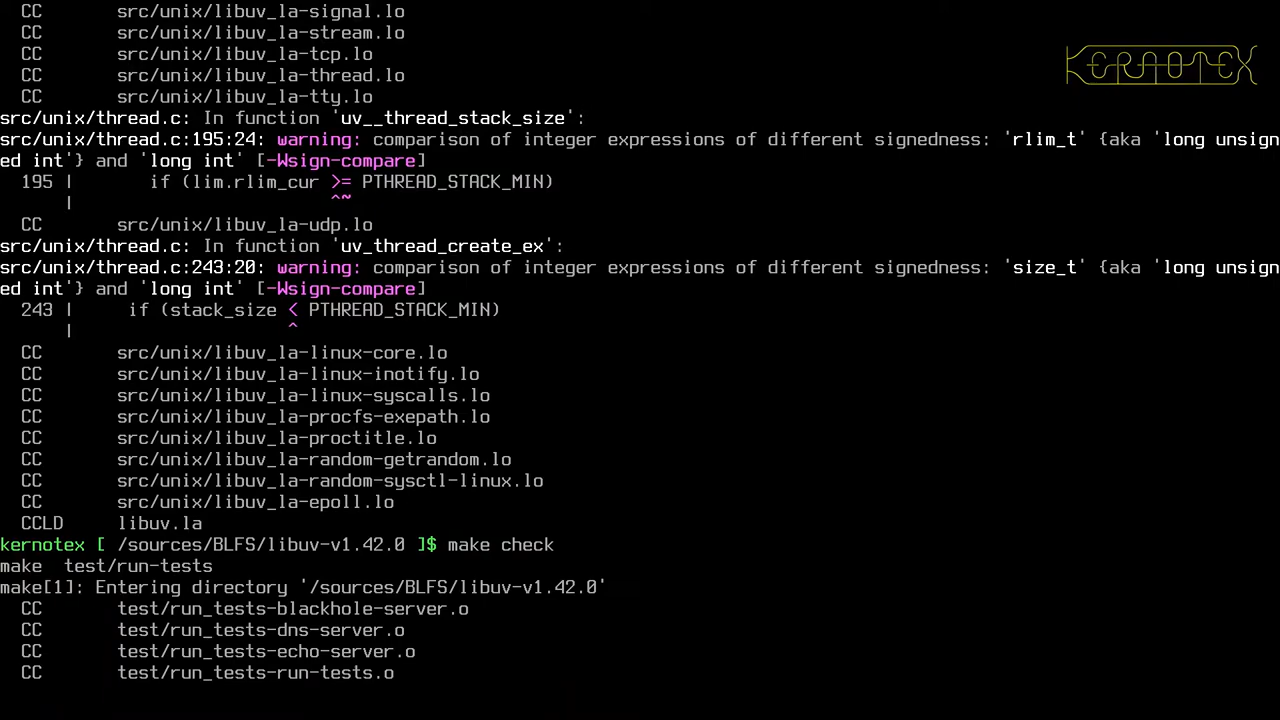 CC       src/unix/libuv_la-signal.lo
CC       src/unix/libuv_la-stream.lo
CC       src/unix/libuv_la-tcp.lo
CC       src/unix/libuv_la-thread.lo
CC       src/unix/libuv_la-tty.lo
KERNOTEX
src/unix/thread.c: In function 'uv__thread_stack_size':
src/unix/thread.c:195:24: warning: comparison of integer expressions of different signedness: 'rlim_t' {aka 'long unsign
ed int'} and 'long int' [-Wsign-compare]
195 |       if (lim.rlim_cur >= PTHREAD_STACK_MIN)
|                        ^~
CC       src/unix/libuv_la-udp.lo
src/unix/thread.c: In function 'uv_thread_create_ex':
src/unix/thread.c:243:20: warning: comparison of integer expressions of different signedness: 'size_t' {aka 'long unsign
ed int'} and 'long int' [-Wsign-compare]
243 |     if (stack_size < PTHREAD_STACK_MIN)
|                    ^
CC       src/unix/libuv_la-linux-core.lo
CC       src/unix/libuv_la-linux-inotify.lo
CC       src/unix/libuv_la-linux-syscalls.lo
CC       src/unix/libuv_la-procfs-exepath.lo
CC       src/unix/libuv_la-proctitle.lo
CC       src/unix/libuv_la-random-getrandom.lo
CC       src/unix/libuv_la-random-sysctl-linux.lo
CC       src/unix/libuv_la-epoll.lo
CCLD     libuv.la
kernotex [ /sources/BLFS/libuv-v1.42.0 ]$ make check
make  test/run-tests
make[1]: Entering directory '/sources/BLFS/libuv-v1.42.0'
CC       test/run_tests-blackhole-server.o
CC       test/run_tests-dns-server.o
CC       test/run_tests-echo-server.o
CC       test/run_tests-run-tests.o